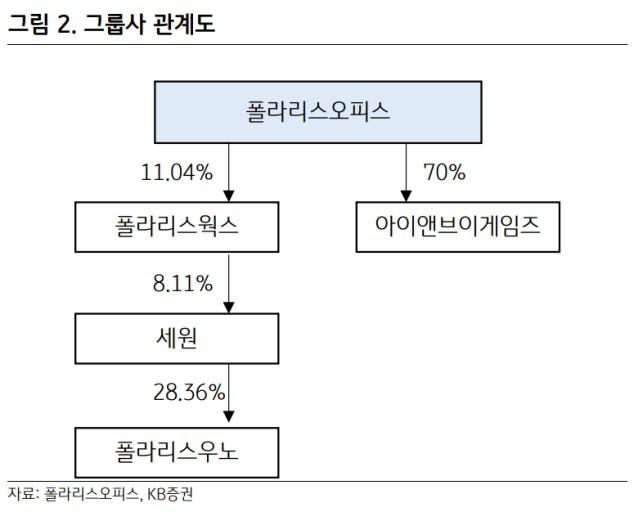 그림 2. 그룹사 관계도
폴라리스오피스
11.04%
70%
폴라리스웍스
아이앤브이게임즈
8.11%
세원
28.36%
폴라리스우노
자료: 폴라리스오피스, KB증권